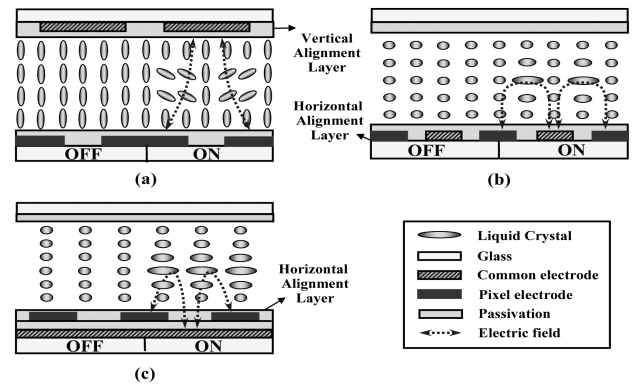 Vertical
Alignment
Layer
OFF
ON
(a)
Horizontal
Alignment
Layer
OFF
ON
(b)
Horizontal
Alignment
Layer
OFF
ON
(c)
Liquid Crystal
Glass
Common electrode
Pixel electrode
Passivation
Electric field